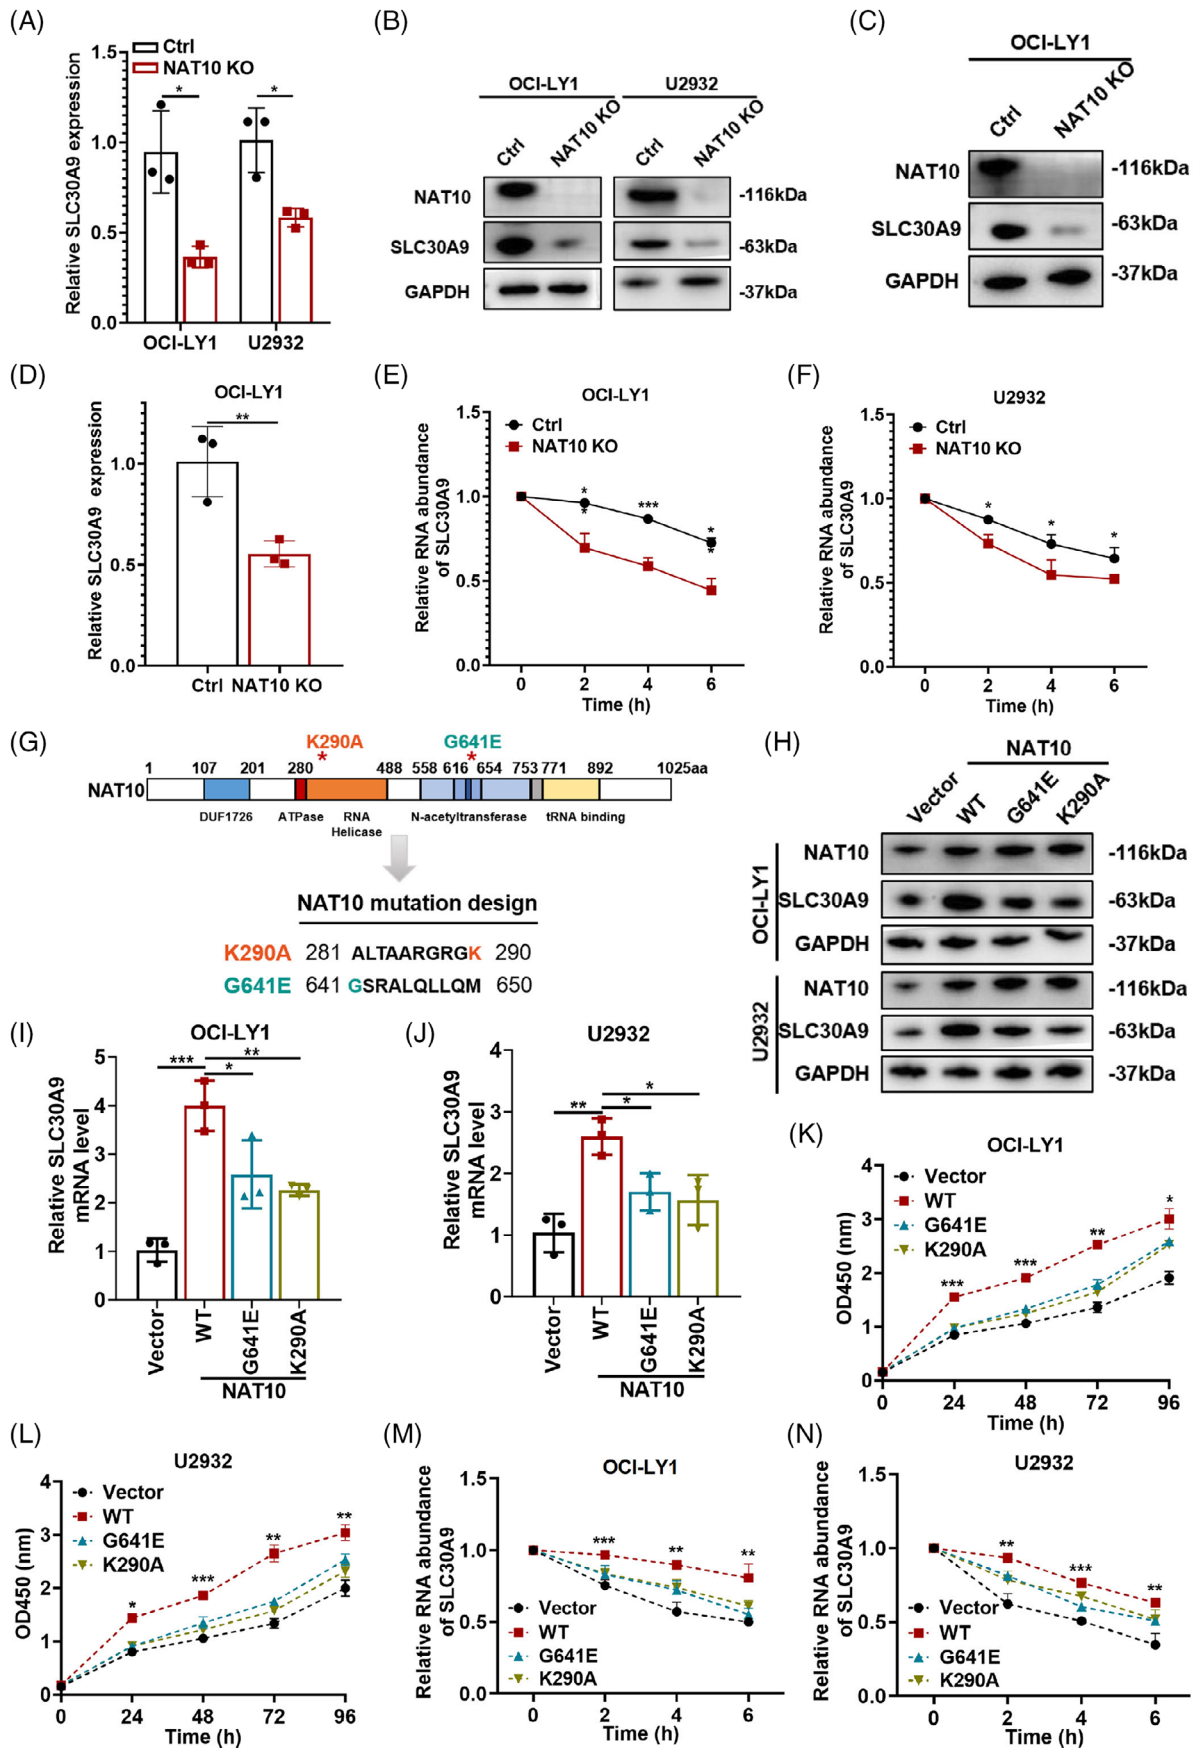 (A)
Relative SLC30A9 expression
1.5
1.0
0.5
0.0
Ctrl
NAT10 KO
* *
OCI-LY1 U2932
(B)
OCI-LY1 U2932
Ctrl NAT10 KO Ctrl NAT10 KO
NAT10 -116kDa
SLC30A9 -63kDa
GAPDH -37kDa
(C)
OCI-LY1
Ctrl NAT10 KO
NAT10 -116kDa
SLC30A9 -63kDa
GAPDH -37kDa
(D)
OCI-LY1
Relative SLC30A9 expression
**
1.0
0.5
0.0
Ctrl NAT10 KO
(E)
OCI-LY1
Relative RNA abundance
of SLC30A9
1.5
1.0
0.5
0.0
Ctrl
NAT10 KO
* * *** * *
0 2 4 6
Time (h)
(F)
U2932
Relative RNA abundance
of SLC30A9
1.5
1.0
0.5
0.0
Ctrl
NAT10 KO
* * *
0 2 4 6
Time (h)
(G)
K290A G641E
* *
1 107 201 280 488 558 616 654 753 771 892 1025aa
NAT10
DUF1726 ATPase RNA Helicase N-acetyltransferase tRNA binding
NAT10 mutation design
K290A 281 ALTAARGRGK 290
G641E 641 GSRALQLLQM 650
(H)
NAT10
Vector WT G641E K290A
OCI-LY1
NAT10 -116kDa
SLC30A9 -63kDa
GAPDH -37kDa
U2932
NAT10 -116kDa
SLC30A9 -63kDa
GAPDH -37kDa
(I)
OCI-LY1
Relative SLC30A9
mRNA level
5
4
3
2
1
0
*** ** *
Vector WT G641E K290A
NAT10
(J)
U2932
Relative SLC30A9
mRNA level
4
3
2
1
0
** * *
Vector WT G641E K290A
NAT10
(K)
OCI-LY1
OD450 (nm)
4
3
2
1
0
Vector
WT
G641E
K290A
*** *** ** *
0 24 48 72 96
Time (h)
(L)
U2932
OD450 (nm)
4
3
2
1
0
Vector
WT
G641E
K290A
* *** ** **
0 24 48 72 96
Time (h)
(M)
OCI-LY1
Relative RNA abundance
of SLC30A9
1.5
1.0
0.5
0.0
*** ** **
Vector
WT
G641E
K290A
0 2 4 6
Time (h)
(N)
U2932
Relative RNA abundance
of SLC30A9
1.5
1.0
0.5
0.0
** *** **
Vector
WT
G641E
K290A
0 2 4 6
Time (h)